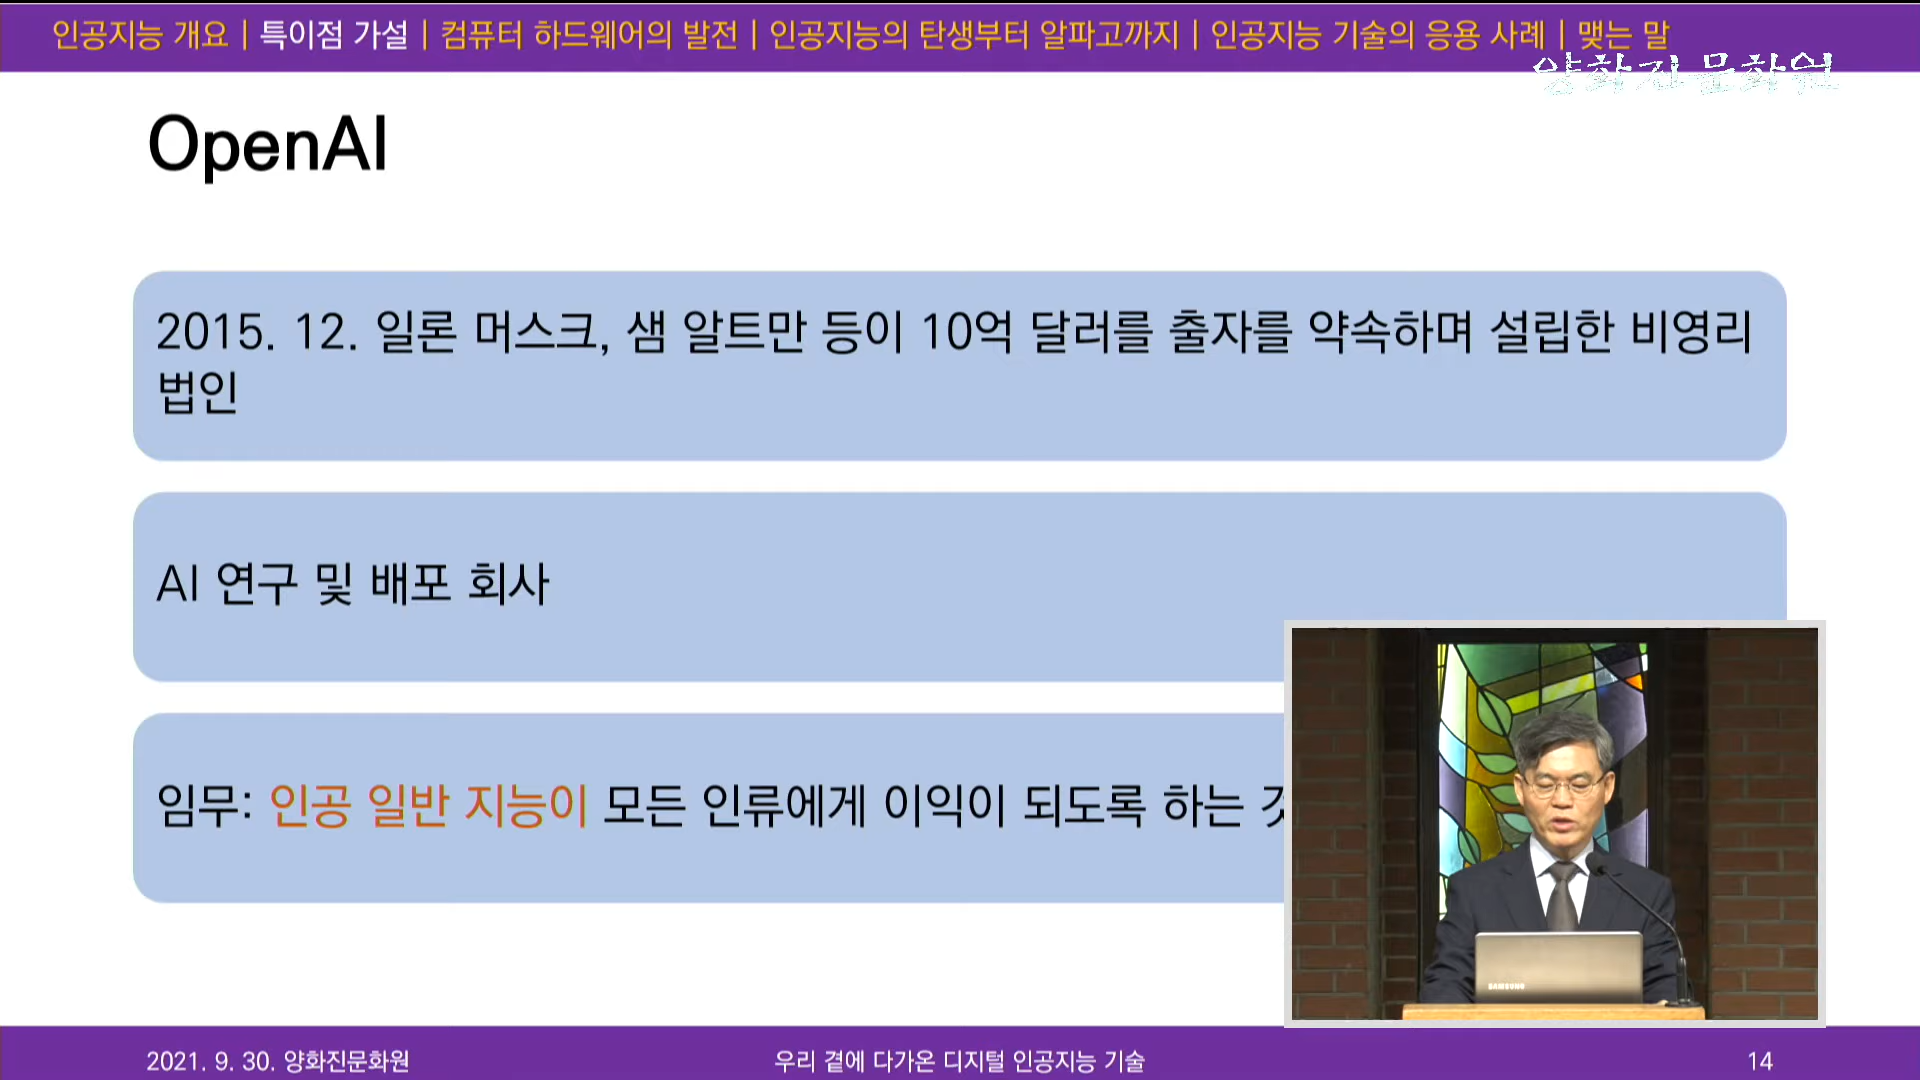 인공지능 개요 | 특이점 가설 | 컴퓨터 하드웨어의 발전 | 인공지능의 탄생부터 알파고까지 | 인공지능 기술의 응용 사례 | 맺는 말
양화진문화원
OpenAI
2015. 12. 일론 머스크, 샘 알트만 등이 10억 달러를 출자를 약속하며 설립한 비영리
법인
AI 연구 및 배포 회사
임무: 인공 일반 지능이 모든 인류에게 이익이 되도록 하는
SAMSUNG
2021. 9. 30. 양화진문화원
우리 곁에 다가온 디지털 인공지능 기술
14